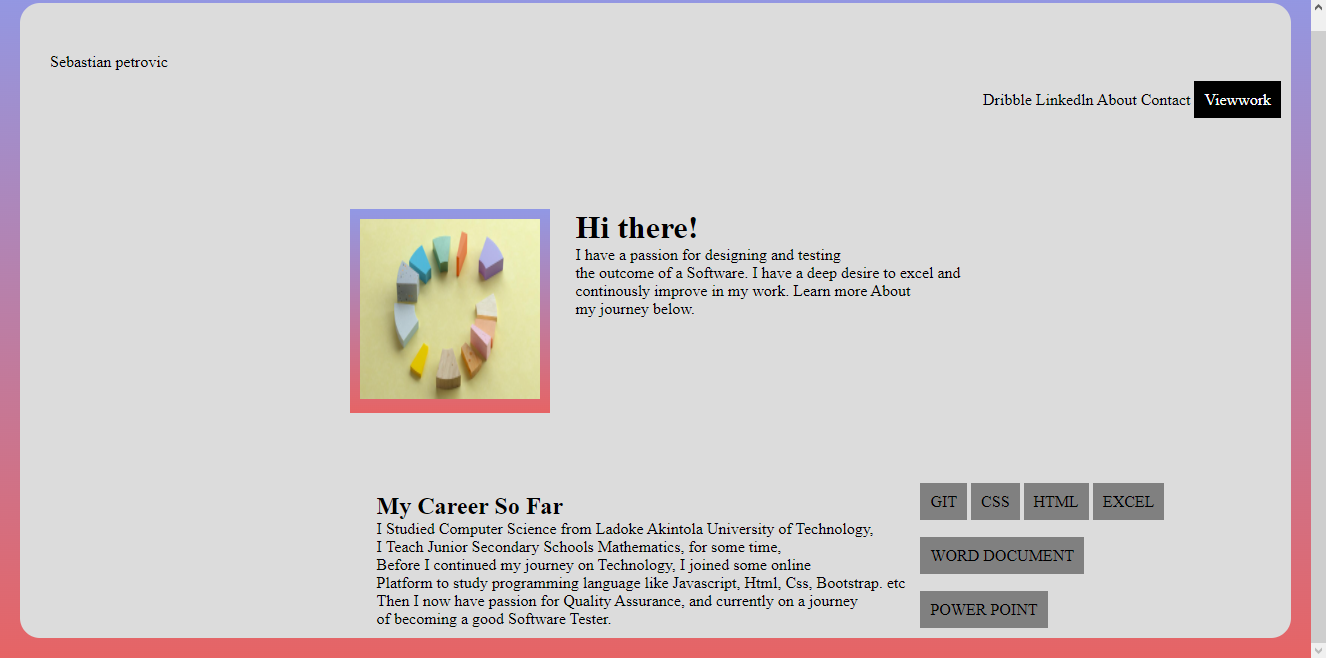 Sebastian petrovic
Dribble Linkedln About Contact Viewwork
Hi there!
I have a passion for designing and testing
the outcome of a Software. I have a deep desire to excel and
continously improve in my work. Learn more About
my journey below.
My Career So Far
I Studied Computer Science from Ladoke Akintola University of Technology,
I Teach Junior Secondary Schools Mathematics, for some time,
Before I continued my journey on Technology, I joined some online
Platform to study programming language like Javascript, Html, Css, Bootstrap. etc
Then I now have passion for Quality Assurance, and currently on a journey
of becoming a good Software Tester.
GIT CSS HTML EXCEL
WORD DOCUMENT
POWER POINT